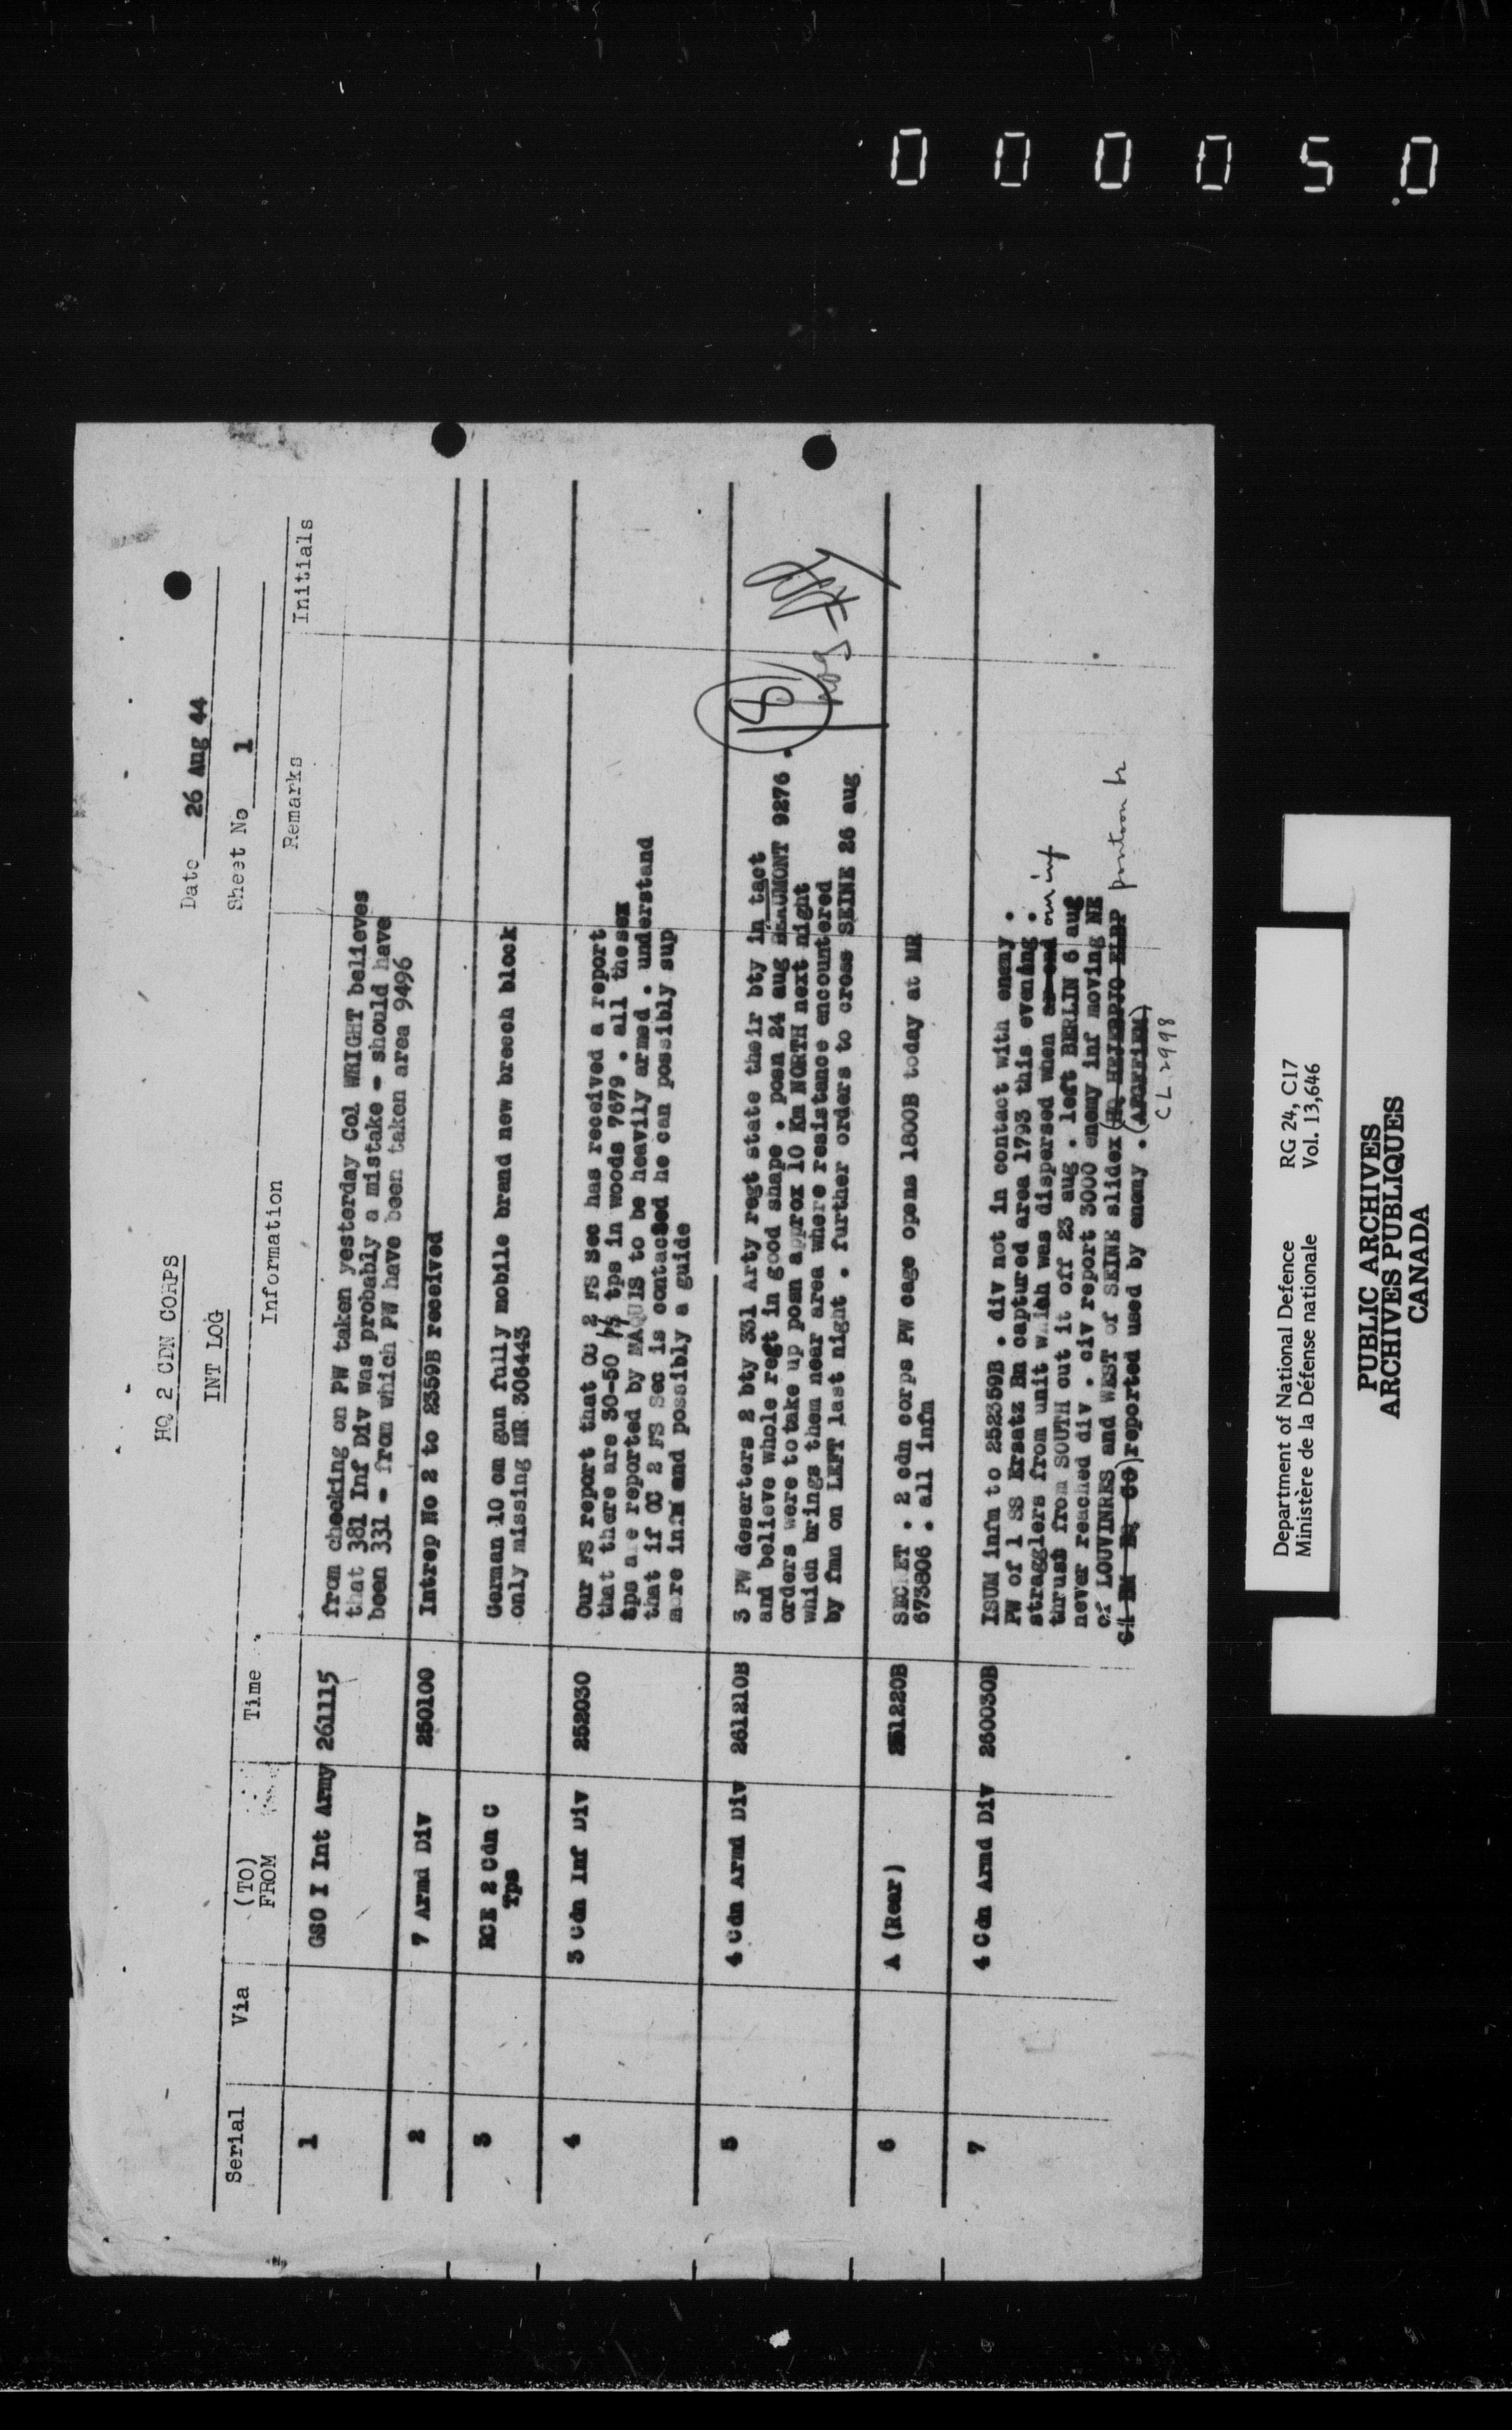 000050
HQ 2 CDN CORPS
INT LOG
Date 26 Aug 44
Sheet No 1
Serial Via (TO) FROM Time Information Remarks Initials
1 GSO I Int Army 261115 from checking on PW taken yesterday Col WRIGHT believes
that 381 Inf Div was probably a mistake - should have
been 331 - from which PW have been taken area 9496
2 7 Armd Div 250100 Intrep No 2 to 2359B received
3 RCE 2 Cdn C Tps German 10 cm gun fully mobile brand new breech block
only missing MR 306443
4 3 Cdn Inf Div 252030 Our FS report that OC 2 FS Sec has received a report
that there are 30-50 tps in woods 7679 . all these
tps are reported by MAQUIS to be heavily armed . understand
that if OC 2 FS Sec is contacted he can possibly sup
more infm and possibly a guide
5 4 Cdn Armd Div 261210B 3 PW deserters 2 bty 331 Arty regt state their bty in tact
and believe whole regt in good shape . posn 24 aug BEAUMONT 9276 .
orders were to take up posn approx 10 Km NORTH next night
which brings them near area where resistance encountered
by fmn on LEFT last night . further orders to cross SEINE 26 aug
18
6 A (Rear) 261220B SECRET . 2 cdn corps PW cage opens 1800B today at MR
673806 . all infm
7 4 Cdn Armd Div 260030B ISUM infm to 252359B . div not in contact with enemy .
PW of 1 SS Ersatz Bn captured area 1793 this evening .
stragglers from unit which was dispersed when own inf
thrust from SOUTH cut it off 23 aug . left BERLIN 6 aug
never reached div . civ report 3000 enemy inf moving NE
of LOUVINRES and WEST of SEINE slidex pontoon br
reported used by enemy .
CL 2998
Department of National Defence RG 24, C17
Ministère de la Défense nationale Vol. 13,646
PUBLIC ARCHIVES
ARCHIVES PUBLIQUES
CANADA